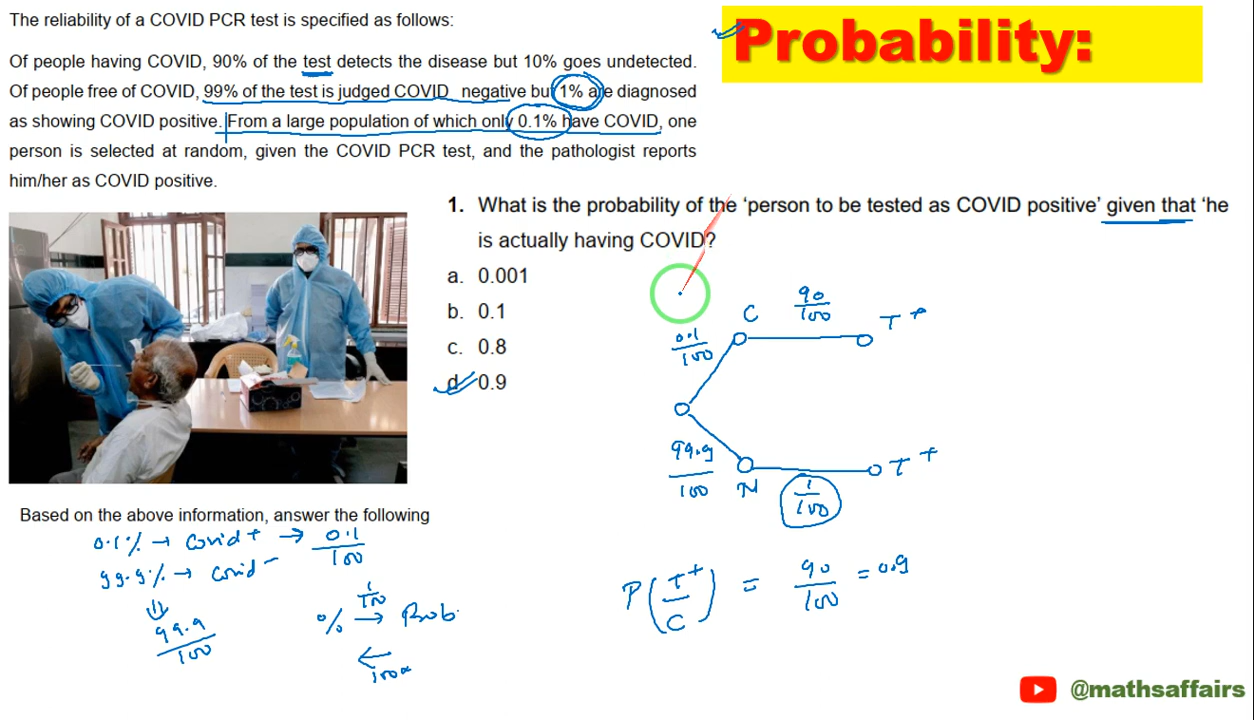 The reliability of a COVID PCR test is specified as follows:
Probability:
Of people having COVID, 90% of the test detects the disease but 10% goes undetected.
Of people free of COVID, 99% of the test is judged COVID negative but 1% are diagnosed
as showing COVID positive. From a large population of which only 0.1% have COVID, one
person is selected at random, given the COVID PCR test, and the pathologist reports
him/her as COVID positive.
1. What is the probability of the ‘person to be tested as COVID positive’ given that ‘he
is actually having COVID?
a. 0.001
b. 0.1
c. 0.8
d. 0.9
C 90/100 T+
0.1/100
99.9/100 N 1/100 T+
Based on the above information, answer the following
0.1% → Covid + → 0.1/100
99.9% → Covid -
99.9/100
% → Prob.
1/100
← 100×
P(T+/C) = 90/100 = 0.9
@mathsaffairs